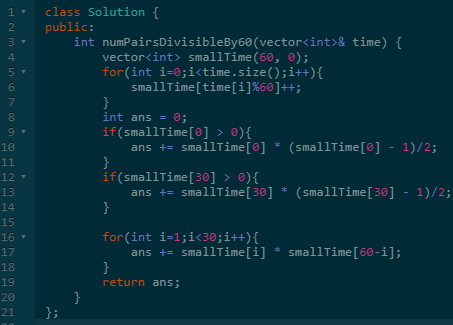 1 class Solution {
2 public:
3     int numPairsDivisibleBy60(vector<int>& time) {
4         vector<int> smallTime(60, 0);
5         for(int i=0;i<time.size();i++){
6             smallTime[time[i]%60]++;
7         }
8         int ans = 0;
9         if(smallTime[0] > 0){
10             ans += smallTime[0] * (smallTime[0] - 1)/2;
11         }
12         if(smallTime[30] > 0){
13             ans += smallTime[30] * (smallTime[30] - 1)/2;
14         }
15
16         for(int i=1;i<30;i++){
17             ans += smallTime[i] * smallTime[60-i];
18         }
19         return ans;
20     }
21 };